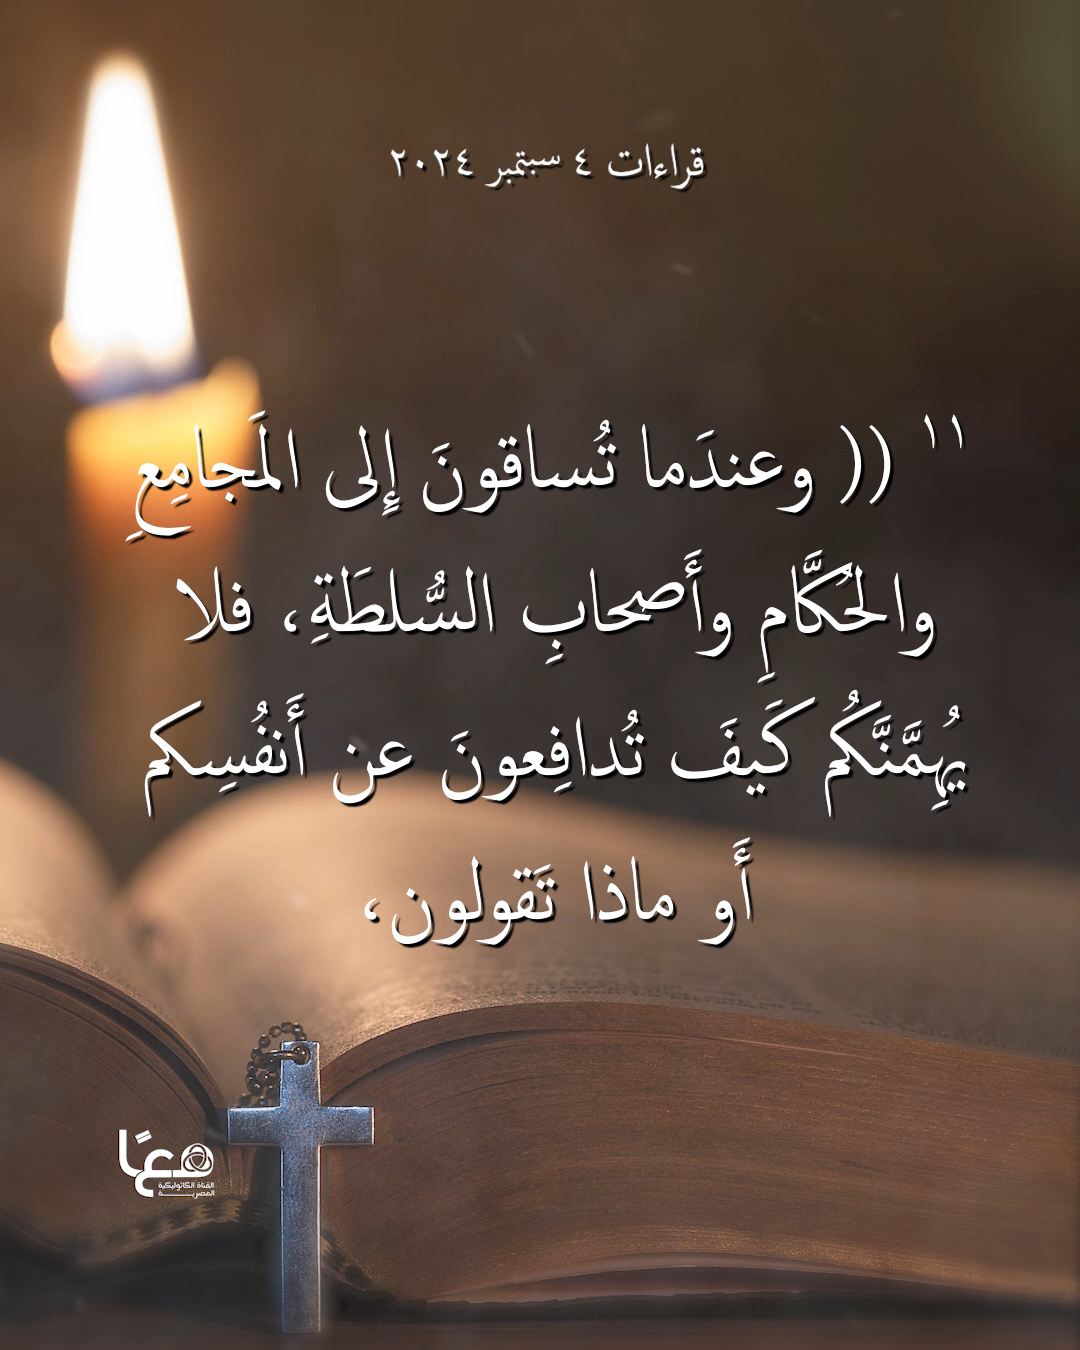 قراءات ٤ سبتمبر ٢٠٢٤
١١ (( وعندَما تُساقونَ إِلى المَجامِعِ
والحُكَّامِ وأَصحابِ السُّلطَةِ، فلا
يُهِمَّنَّكُم كَيفَ تُدافِعونَ عن أَنفُسِكم
أَو ماذا تَقولون،
معًا
القناة الكاثوليكية
المصرية